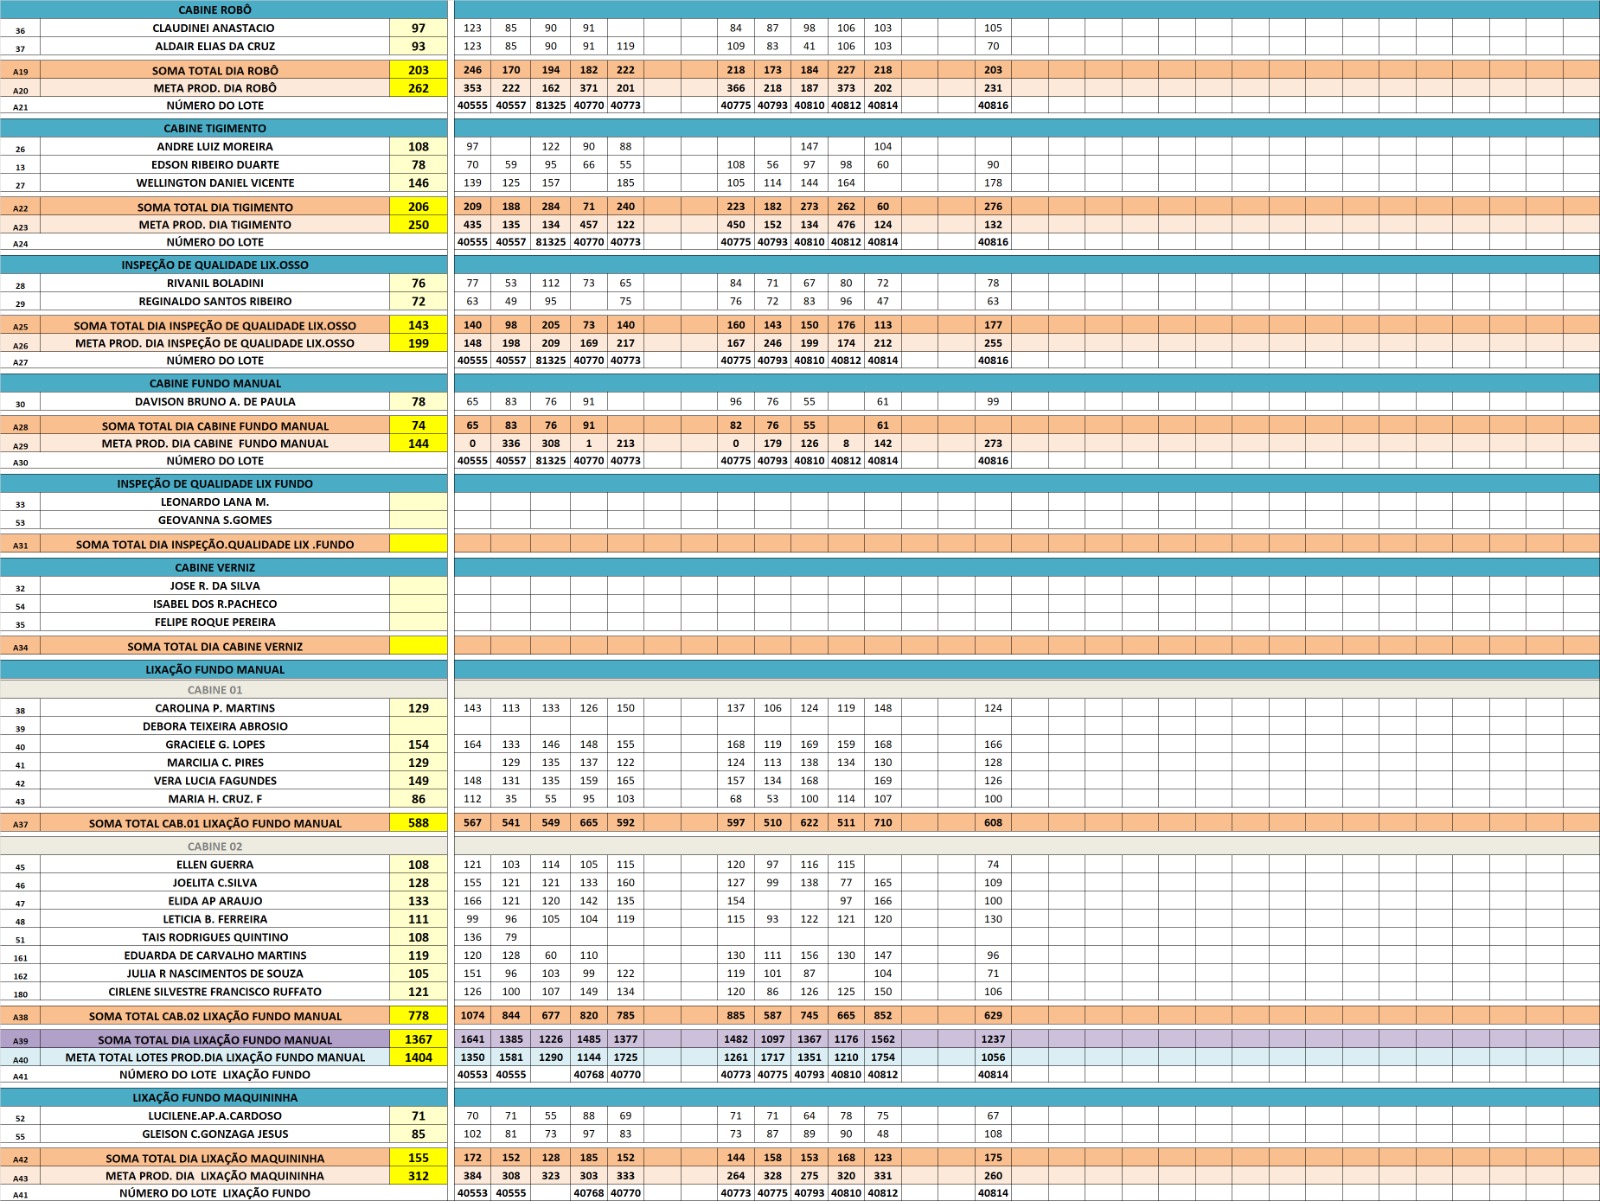 CABINE ROBÔ
36 CLAUDINEI ANASTACIO 97 123 85 90 91 84 87 98 106 103 105
37 ALDAIR ELIAS DA CRUZ 93 123 85 90 91 119 109 83 41 106 103 70
A19 SOMA TOTAL DIA ROBÔ 203 246 170 194 182 222 218 173 184 227 218 203
A20 META PROD. DIA ROBÔ 262 353 222 162 371 201 366 218 187 373 202 231
A21 NÚMERO DO LOTE 40555 40557 81325 40770 40773 40775 40793 40810 40812 40814 40816
CABINE TIGIMENTO
26 ANDRE LUIZ MOREIRA 108 97 122 90 88 147 104
13 EDSON RIBEIRO DUARTE 78 70 59 95 66 55 108 56 97 98 60 90
27 WELLINGTON DANIEL VICENTE 146 139 125 157 185 105 114 144 164 178
A22 SOMA TOTAL DIA TIGIMENTO 206 209 188 284 71 240 223 182 273 262 60 276
A23 META PROD. DIA TIGIMENTO 250 435 135 134 457 122 450 152 134 476 124 132
A24 NÚMERO DO LOTE 40555 40557 81325 40770 40773 40775 40793 40810 40812 40814 40816
INSPEÇÃO DE QUALIDADE LIX.OSSO
28 RIVANIL BOLADINI 76 77 53 112 73 65 84 71 67 80 72 78
29 REGINALDO SANTOS RIBEIRO 72 63 49 95 75 76 72 83 96 47 63
A25 SOMA TOTAL DIA INSPEÇÃO DE QUALIDADE LIX.OSSO 143 140 98 205 73 140 160 143 150 176 113 177
A26 META PROD. DIA INSPEÇÃO DE QUALIDADE LIX.OSSO 199 148 198 209 169 217 167 246 199 174 212 255
A27 NÚMERO DO LOTE 40555 40557 81325 40770 40773 40775 40793 40810 40812 40814 40816
CABINE FUNDO MANUAL
30 DAVISON BRUNO A. DE PAULA 78 65 83 76 91 96 76 55 61 99
A28 SOMA TOTAL DIA CABINE FUNDO MANUAL 74 65 83 76 91 82 76 55 61
A29 META PROD. DIA CABINE FUNDO MANUAL 144 0 336 308 1 213 0 179 126 8 142 273
A30 NÚMERO DO LOTE 40555 40557 81325 40770 40773 40775 40793 40810 40812 40814 40816
INSPEÇÃO DE QUALIDADE LIX FUNDO
33 LEONARDO LANA M.
53 GEOVANNA S.GOMES
A31 SOMA TOTAL DIA INSPEÇÃO.QUALIDADE LIX .FUNDO
CABINE VERNIZ
32 JOSE R. DA SILVA
54 ISABEL DOS R.PACHECO
35 FELIPE ROQUE PEREIRA
A34 SOMA TOTAL DIA CABINE VERNIZ
LIXAÇÃO FUNDO MANUAL
CABINE 01
38 CAROLINA P. MARTINS 129 143 113 133 126 150 137 106 124 119 148 124
39 DEBORA TEIXEIRA ABROSIO
40 GRACIELE G. LOPES 154 164 133 146 148 155 168 119 169 159 168 166
41 MARCILIA C. PIRES 129 129 135 137 122 124 113 138 134 130 128
42 VERA LUCIA FAGUNDES 149 148 131 135 159 165 157 134 168 169 126
43 MARIA H. CRUZ. F 86 112 35 55 95 103 68 53 100 114 107 100
A37 SOMA TOTAL CAB.01 LIXAÇÃO FUNDO MANUAL 588 567 541 549 665 592 597 510 622 511 710 608
CABINE 02
45 ELLEN GUERRA 108 121 103 114 105 115 120 97 116 115 74
46 JOELITA C.SILVA 128 155 121 121 133 160 127 99 138 77 165 109
47 ELIDA AP ARAUJO 133 166 121 120 142 135 154 97 166 100
48 LETICIA B. FERREIRA 111 99 96 105 104 119 115 93 122 121 120 130
51 TAIS RODRIGUES QUINTINO 108 136 79
161 EDUARDA DE CARVALHO MARTINS 119 120 128 60 110 130 111 156 130 147 96
162 JULIA R NASCIMENTOS DE SOUZA 105 151 96 103 99 122 119 101 87 104 71
180 CIRLENE SILVESTRE FRANCISCO RUFFATO 121 126 100 107 149 134 120 86 126 125 150 106
A38 SOMA TOTAL CAB.02 LIXAÇÃO FUNDO MANUAL 778 1074 844 677 820 785 885 587 745 665 852 629
A39 SOMA TOTAL DIA LIXAÇÃO FUNDO MANUAL 1367 1641 1385 1226 1485 1377 1482 1097 1367 1176 1562 1237
A40 META TOTAL LOTES PROD.DIA LIXAÇÃO FUNDO MANUAL 1404 1350 1581 1290 1144 1725 1261 1717 1351 1210 1754 1056
A41 NÚMERO DO LOTE LIXAÇÃO FUNDO 40553 40555 40768 40770 40773 40775 40793 40810 40812 40814
LIXAÇÃO FUNDO MAQUININHA
52 LUCILENE.AP.A.CARDOSO 71 70 71 55 88 69 71 71 64 78 75 67
55 GLEISON C.GONZAGA JESUS 85 102 81 73 97 83 73 87 89 90 48 108
A42 SOMA TOTAL DIA LIXAÇÃO MAQUININHA 155 172 152 128 185 152 144 158 153 168 123 175
A43 META PROD. DIA LIXAÇÃO MAQUININHA 312 384 308 323 303 333 264 328 275 320 331 260
A41 NÚMERO DO LOTE LIXAÇÃO FUNDO 40553 40555 40768 40770 40773 40775 40793 40810 40812 40814